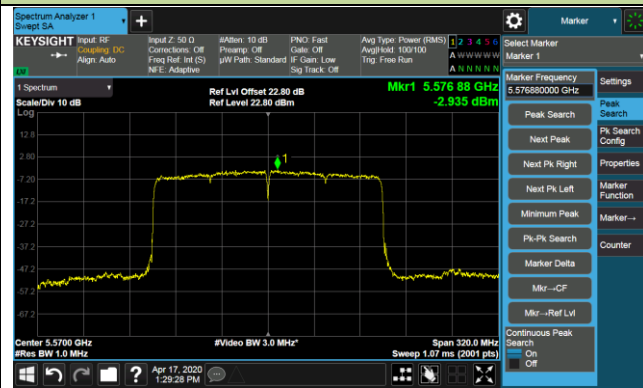 Spectrum Analyzer 1
Swept SA
Marker
KEYSIGHT
Input: RF
Coupling: DC
Align: Auto
Input Z: 50 Ω
Corrections: Off
Freq Ref: Int (S)
NFE: Adaptive
#Atten: 10 dB
Preamp: Off
µW Path: Standard
PNO: Fast
Gate: Off
IF Gain: Low
Sig Track: Off
Avg Type: Power (RMS)
Avg|Hold: 100/100
Trig: Free Run
1 2 3 4 5 6
A W W W W W
A N N N N N
Select Marker
Marker 1
1 Spectrum
Scale/Div 10 dB
Log
Ref Lvl Offset 22.80 dB
Ref Level 22.80 dBm
Mkr1 5.576 88 GHz
-2.935 dBm
12.8
2.80
-7.20
-17.2
-27.2
-37.2
-47.2
-57.2
-67.2
1
Center 5.5700 GHz
#Res BW 1.0 MHz
#Video BW 3.0 MHz*
Span 320.0 MHz
Sweep 1.07 ms (2001 pts)
Marker Frequency
5.576880000 GHz
Peak Search
Next Peak
Next Pk Right
Next Pk Left
Minimum Peak
Pk-Pk Search
Marker Delta
Mkr→CF
Mkr→Ref Lvl
Continuous Peak
Search
On
Off
Settings
Peak
Search
Pk Search
Config
Properties
Marker
Function
Marker→
Counter
Apr 17, 2020
1:29:28 PM